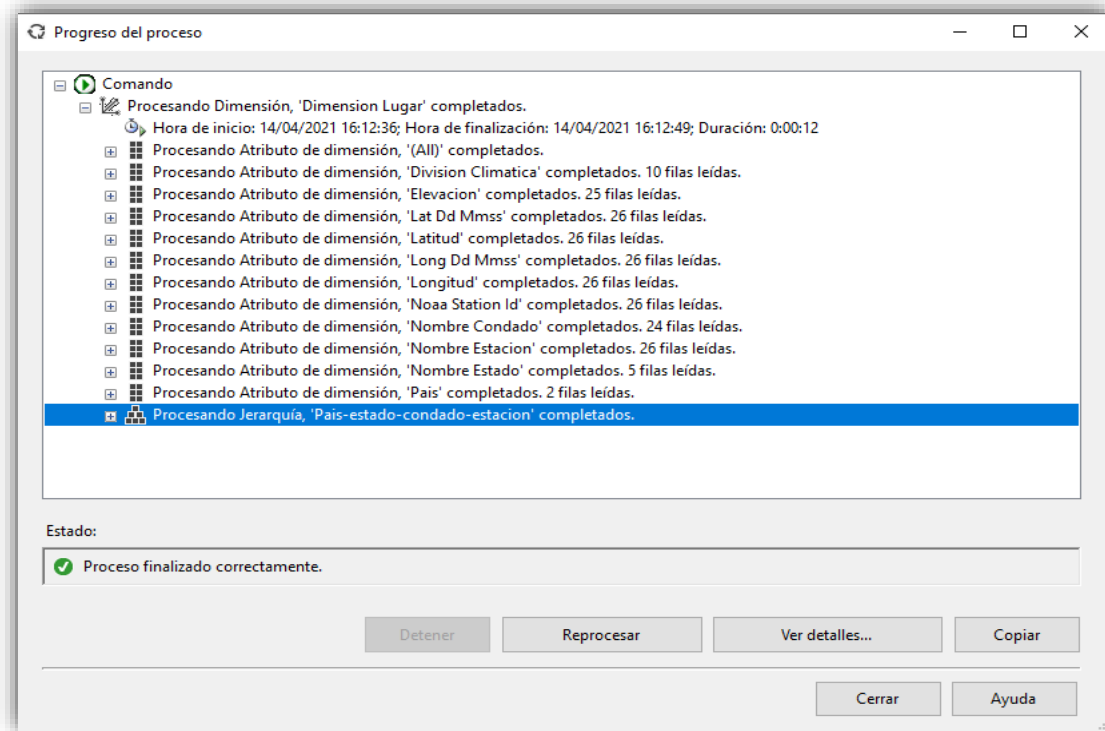 Progreso del proceso
Comando
Procesando Dimensión, 'Dimension Lugar' completados.
Hora de inicio: 14/04/2021 16:12:36; Hora de finalización: 14/04/2021 16:12:49; Duración: 0:00:12
Procesando Atributo de dimensión, '(All)' completados.
Procesando Atributo de dimensión, 'Division Climatica' completados. 10 filas leídas.
Procesando Atributo de dimensión, 'Elevacion' completados. 25 filas leídas.
Procesando Atributo de dimensión, 'Lat Dd Mmss' completados. 26 filas leídas.
Procesando Atributo de dimensión, 'Latitud' completados. 26 filas leídas.
Procesando Atributo de dimensión, 'Long Dd Mmss' completados. 26 filas leídas.
Procesando Atributo de dimensión, 'Longitud' completados. 26 filas leídas.
Procesando Atributo de dimensión, 'Noaa Station Id' completados. 26 filas leídas.
Procesando Atributo de dimensión, 'Nombre Condado' completados. 24 filas leídas.
Procesando Atributo de dimensión, 'Nombre Estacion' completados. 26 filas leídas.
Procesando Atributo de dimensión, 'Nombre Estado' completados. 5 filas leídas.
Procesando Atributo de dimensión, 'Pais' completados. 2 filas leídas.
Procesando Jerarquía, 'Pais-estado-condado-estacion' completados.
Estado:
Proceso finalizado correctamente.
Detener Reprocesar Ver detalles... Copiar
Cerrar Ayuda